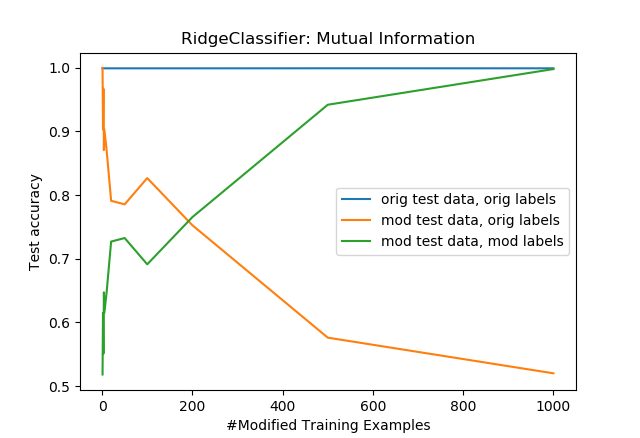 RidgeClassifier: Mutual Information
1.0
0.9
0.8
0.7
0.6
0.5
Test accuracy
orig test data, orig labels
mod test data, orig labels
mod test data, mod labels
0 200 400 600 800 1000
#Modified Training Examples